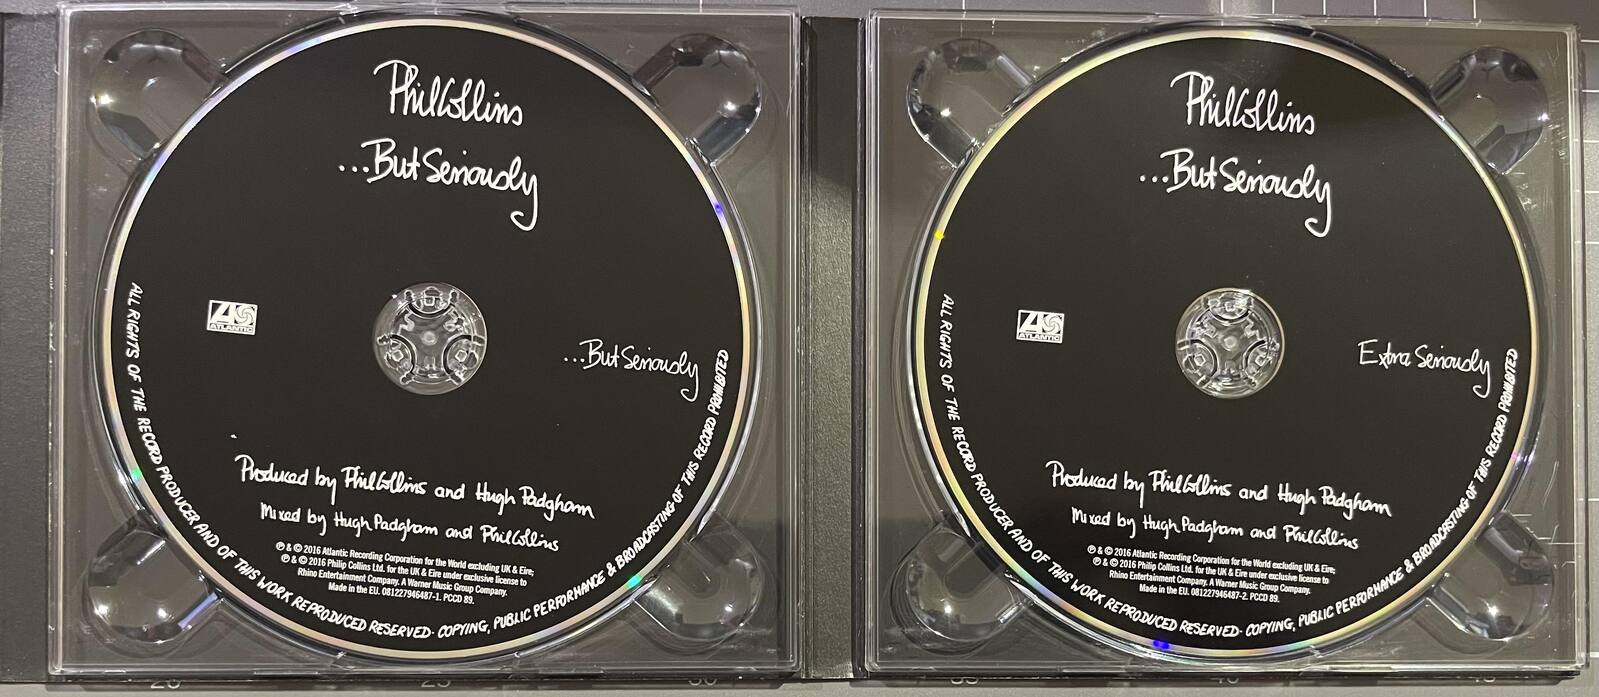 Phil Collins
...But Seriously
ATLANTIC
...But Seriously
Produced by Phil Collins and Hugh Padgham
Mixed by Hugh Padgham and Phil Collins
℗ & © 2016 Atlantic Recording Corporation for the World excluding UK & Eire;
℗ & © 2016 Philip Collins Ltd. for the UK & Eire under exclusive license to
Rhino Entertainment Company. A Warner Music Group Company.
Made in the EU. 081227946487-1. PCCD 89.
ALL RIGHTS OF THE RECORD PRODUCER AND OF THIS WORK REPRODUCED RESERVED· COPYING, PUBLIC PERFORMANCE & BROADCASTING OF THIS RECORD PROHIBITED
Phil Collins
...But Seriously
ATLANTIC
Extra Seriously
Produced by Phil Collins and Hugh Padgham
Mixed by Hugh Padgham and Phil Collins
℗ & © 2016 Atlantic Recording Corporation for the World excluding UK & Eire;
℗ & © 2016 Philip Collins Ltd. for the UK & Eire under exclusive license to
Rhino Entertainment Company. A Warner Music Group Company.
Made in the EU. 081227946487-2. PCCD 89.
ALL RIGHTS OF THE RECORD PRODUCER AND OF THIS WORK REPRODUCED RESERVED· COPYING, PUBLIC PERFORMANCE & BROADCASTING OF THIS RECORD PROHIBITED